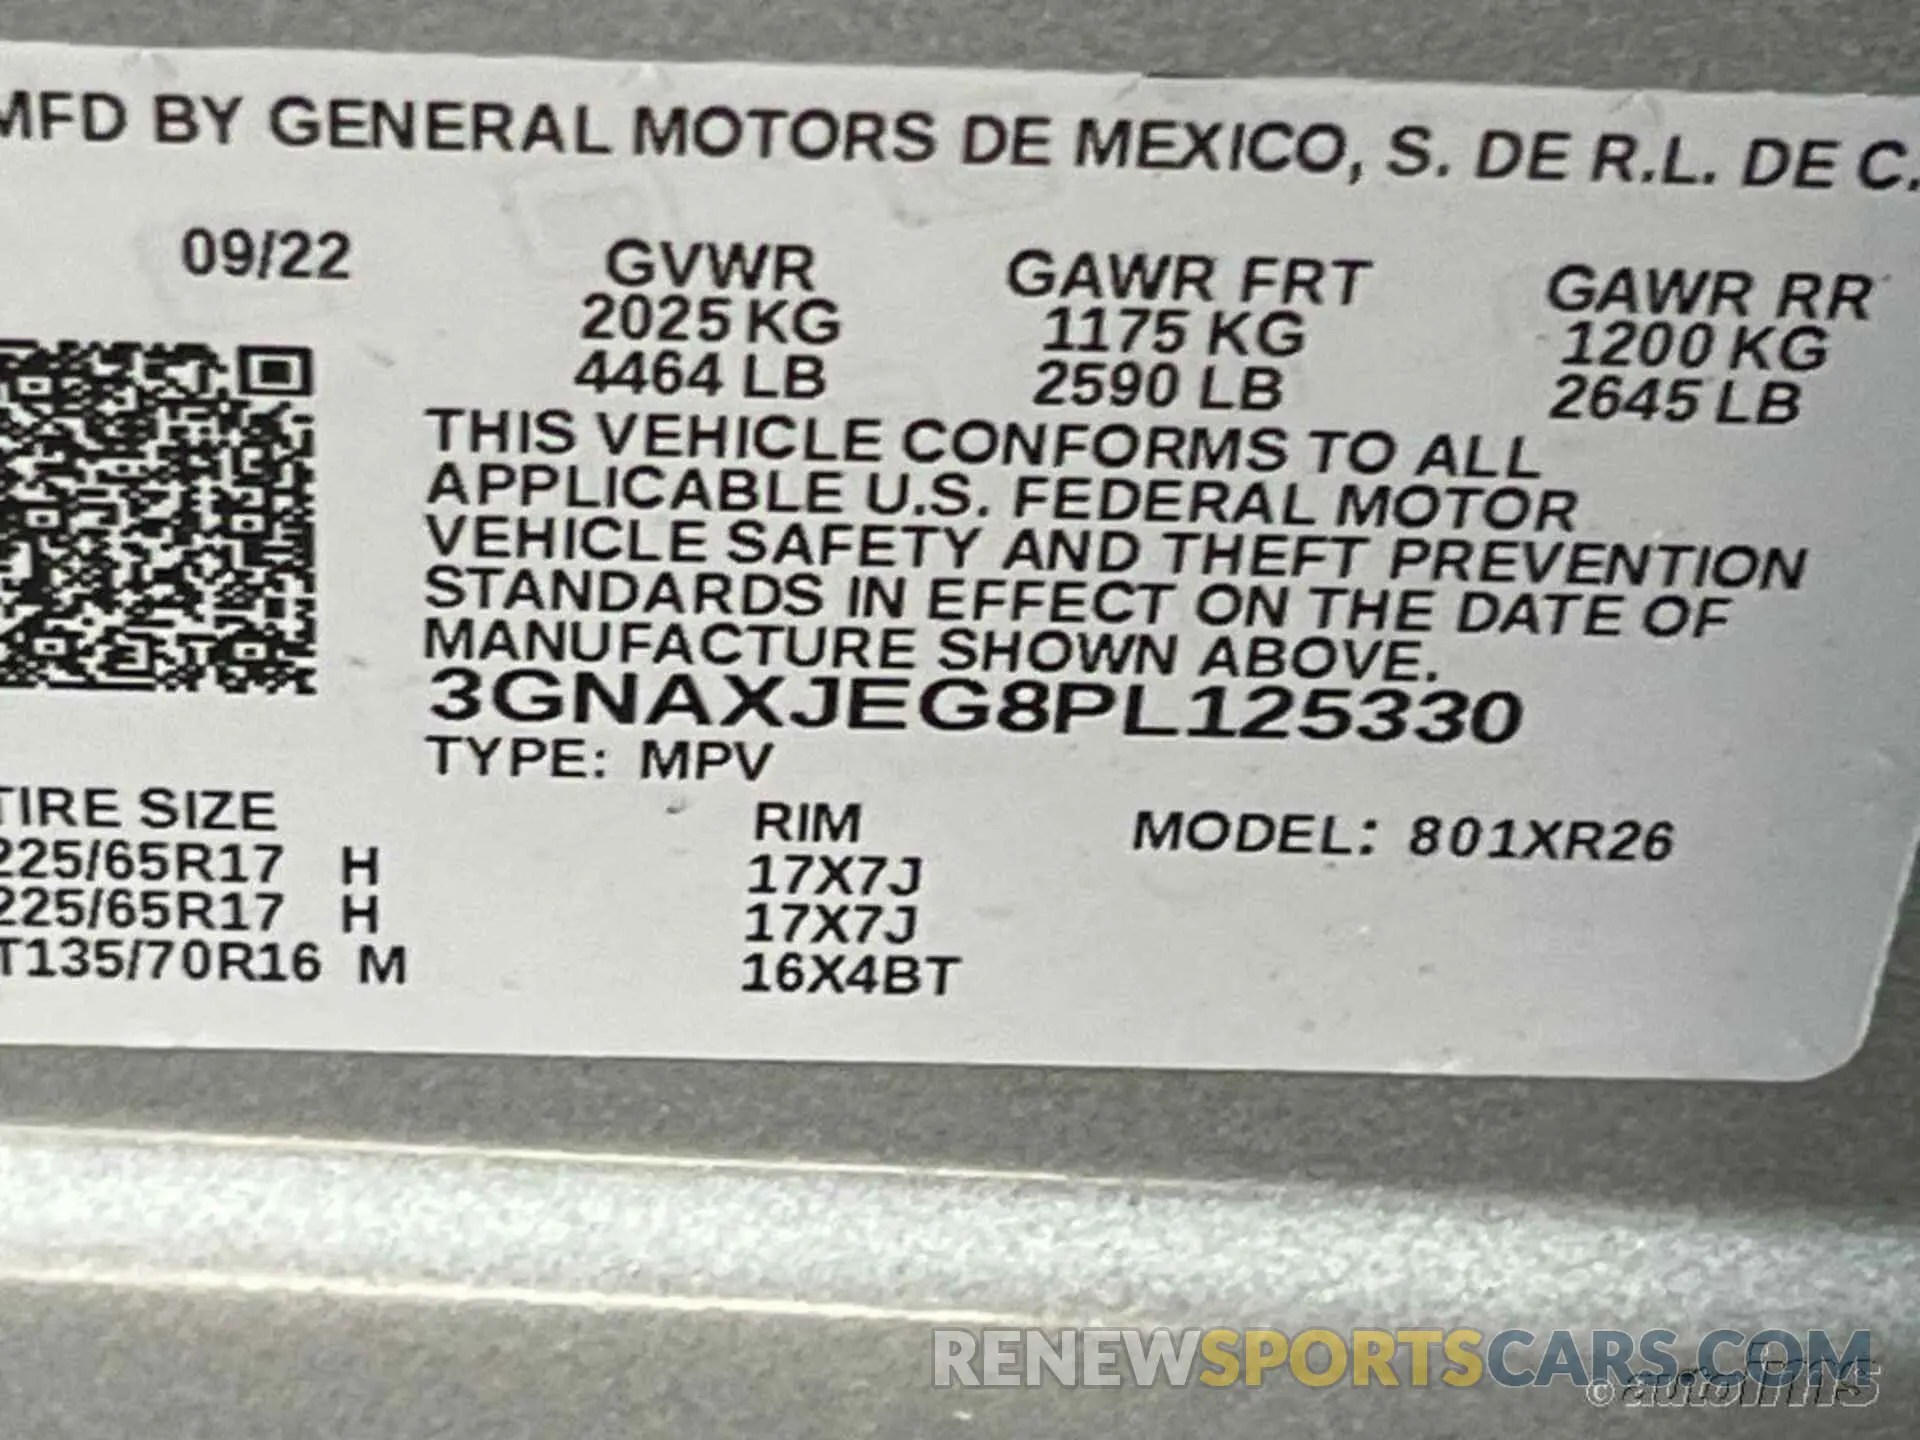 MFD BY GENERAL MOTORS DE MEXICO, S. DE R.L. DE C.
09/22 GVWR GAWR FRT GAWR RR
2025 KG 1175 KG 1200 KG
4464 LB 2590 LB 2645 LB
THIS VEHICLE CONFORMS TO ALL
APPLICABLE U.S. FEDERAL MOTOR
VEHICLE SAFETY AND THEFT PREVENTION
STANDARDS IN EFFECT ON THE DATE OF
MANUFACTURE SHOWN ABOVE.
3GNAXJEG8PL125330
TYPE: MPV
TIRE SIZE RIM MODEL: 801XR26
225/65R17 H 17X7J
225/65R17 H 17X7J
T135/70R16 M 16X4BT
RENEWSPORTSCARS.COM
© autoIMS